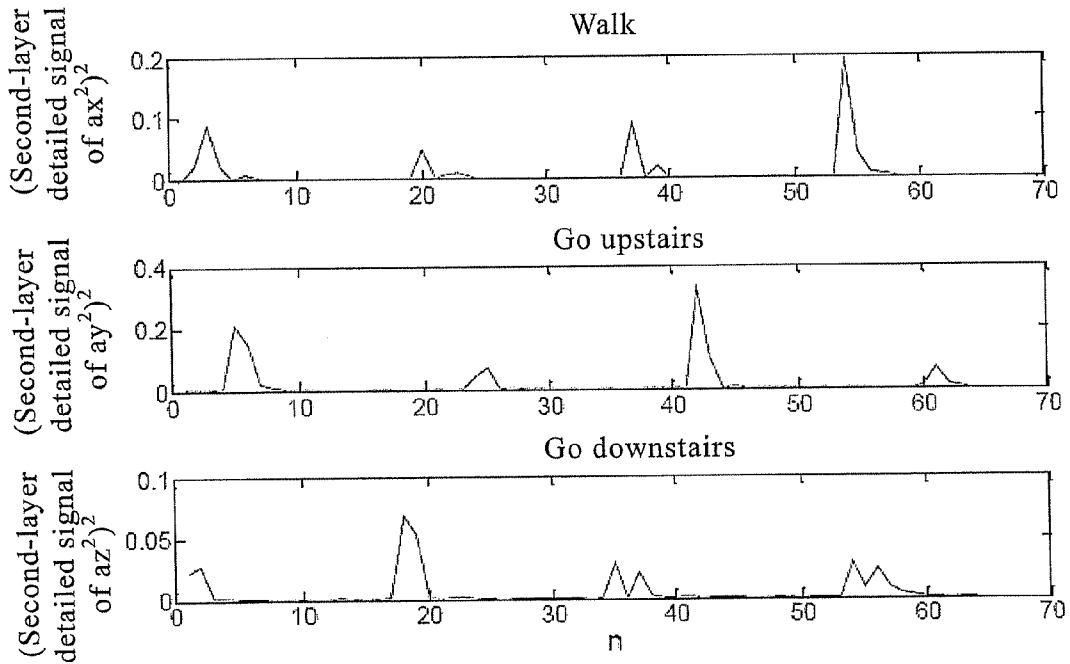 Walk
(Second-layer
detailed signal
of ax²)²
0.2
0.1
0
0 10 20 30 40 50 60 70
Go upstairs
(Second-layer
detailed signal
of ay²)²
0.4
0.2
0
0 10 20 30 40 50 60 70
Go downstairs
(Second-layer
detailed signal
of az²)²
0.1
0.05
0
0 10 20 30 40 50 60 70
n